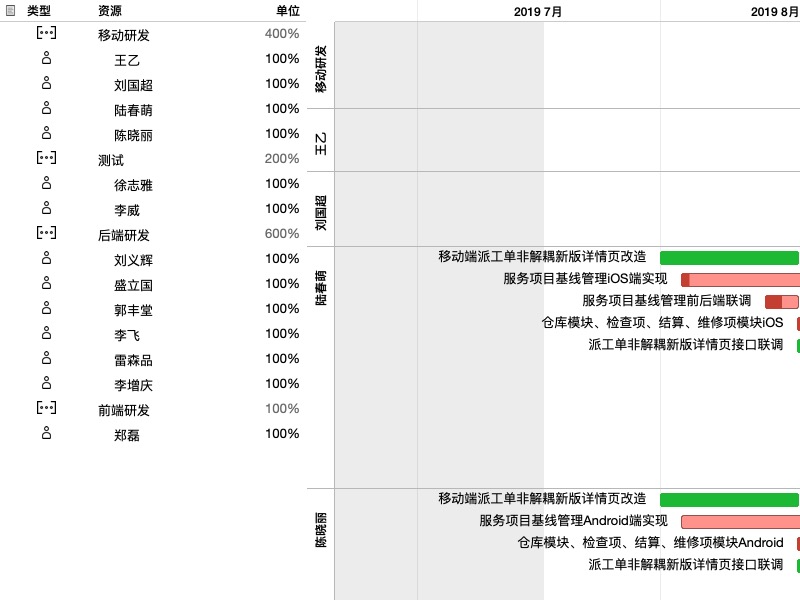 类型 资源 单位
移动研发 400%
王乙 100%
刘国超 100%
陆春萌 100%
陈晓丽 100%
测试 200%
徐志雅 100%
李威 100%
后端研发 600%
刘义辉 100%
盛立国 100%
郭丰堂 100%
李飞 100%
雷森品 100%
李增庆 100%
前端研发 100%
郑磊 100%
2019 7月 2019 8月
移动研发
王乙
刘国超
陆春萌
移动端派工单非解耦新版详情页改造
服务项目基线管理iOS端实现
服务项目基线管理前后端联调
仓库模块、检查项、结算、维修项模块iOS
派工单非解耦新版详情页接口联调
陈晓丽
移动端派工单非解耦新版详情页改造
服务项目基线管理Android端实现
仓库模块、检查项、结算、维修项模块Android
派工单非解耦新版详情页接口联调